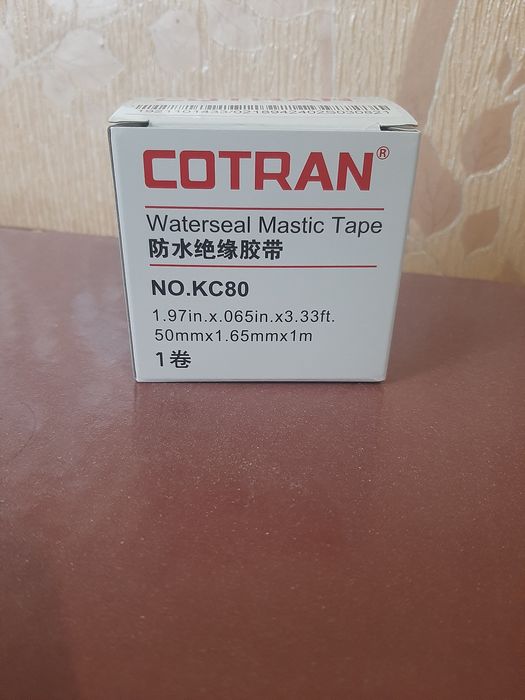 COTRAN®
Waterseal Mastic Tape
防水绝缘胶带
NO.KC80
1.97in.x.065in.x3.33ft.
50mmx1.65mmx1m
1卷